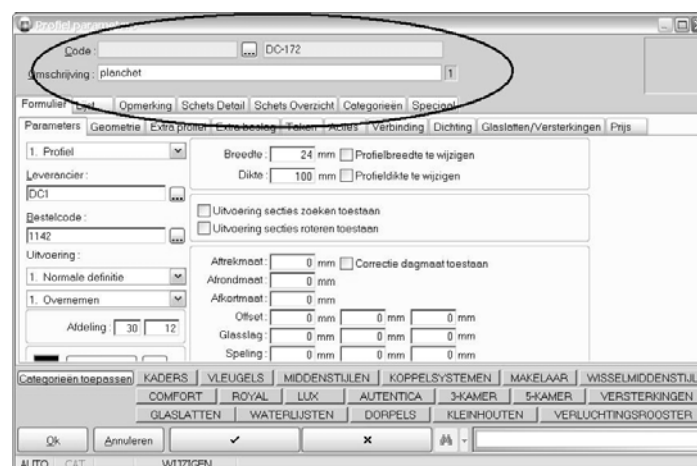 Profiel parameters
Code : ... DC-172
Omschrijving : planchet 1
Formulier Lijst Opmerking Schets Detail Schets Overzicht Categorieën Speciaal
Parameters Geometrie Extra profiel Extra beslag Taken Acties Verbinding Dichting Glaslatten/Versterkingen Prijs
1. Profiel
Leverancier :
DC1 ...
Bestelcode :
1142 ...
Uitvoering :
1. Normale definitie
1. Overnemen
Afdeling : 30 12
Breedte : 24 mm Profielbreedte te wijzigen
Dikte : 100 mm Profieldikte te wijzigen
Uitvoering secties zoeken toestaan
Uitvoering secties roteren toestaan
Aftrekmaat : 0 mm Correctie dagmaat toestaan
Afrondmaat : 0 mm
Afkortmaat : 0 mm
Offset : 0 mm 0 mm 0 mm
Glasslag : 0 mm 0 mm 0 mm
Speling : 0 mm 0 mm 0 mm
Categorieën toepassen KADERS VLEUGELS MIDDENSTIJLEN KOPPELSYSTEMEN MAKELAAR WISSELMIDDENSTIJL
COMFORT ROYAL LUX AUTENTICA 3-KAMER 5-KAMER VERSTERKINGEN
GLASLATTEN WATERLIJSTEN DORPELS KLEINHOUTEN VERLUCHTINGSROOSTER
Ok Annuleren
AUTO CAT WIJZIGEN